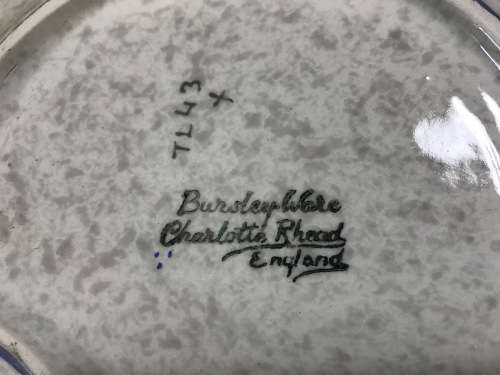 TL43
X
Bursley Ware
Charlotte Rhead
England